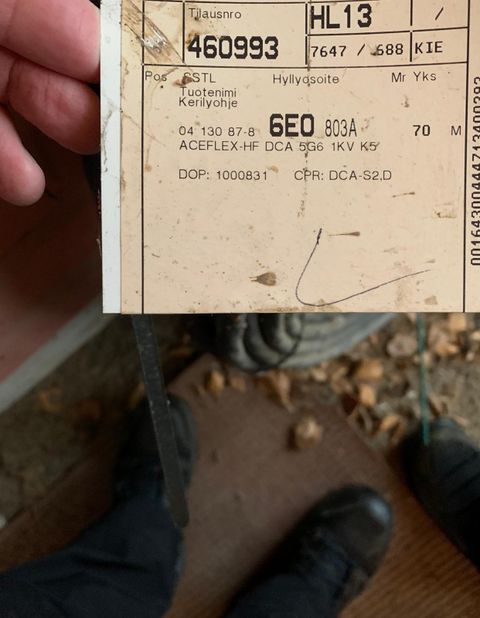 Tilausnro HL13 /
460993 7647 / 688 KIE
Pos SSTL Hyllyosoite Mr Yks
Tuotenimi
Kerilyohje
04 130 87-8 6E0 803A 70 M
ACEFLEX-HF DCA 5G6 1KV K5
DOP: 1000831 CPR: DCA-S2,D